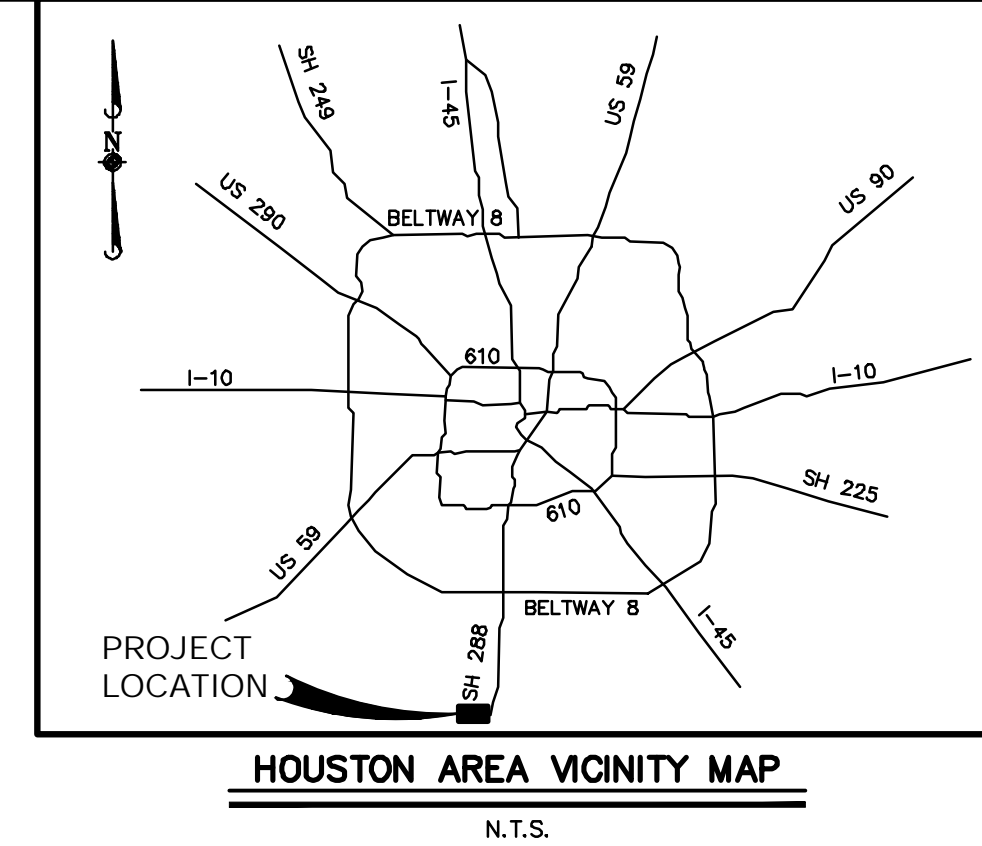 SH 249
I-45
US 59
N
US 290
BELTWAY 8
US 90
610
I-10
I-10
SH 225
610
US 59
BELTWAY 8
I-45
SH 288
PROJECT
LOCATION
HOUSTON AREA VICINITY MAP
N.T.S.